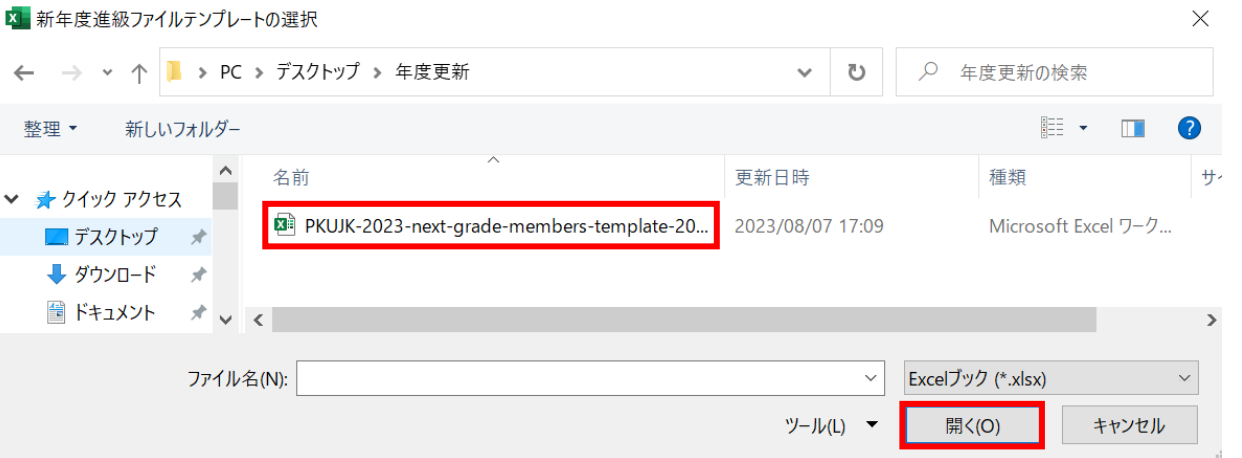 新年度進級ファイルテンプレートの選択
PC > デスクトップ > 年度更新
年度更新の検索
整理
新しいフォルダー
名前
更新日時
種類
サイ
クイック アクセス
デスクトップ
PKUJK-2023-next-grade-members-template-20...
2023/08/07 17:09
Microsoft Excel ワーク...
ダウンロード
ドキュメント
ファイル名(N):
Excelブック (*.xlsx)
ツール(L)
開く(O)
キャンセル